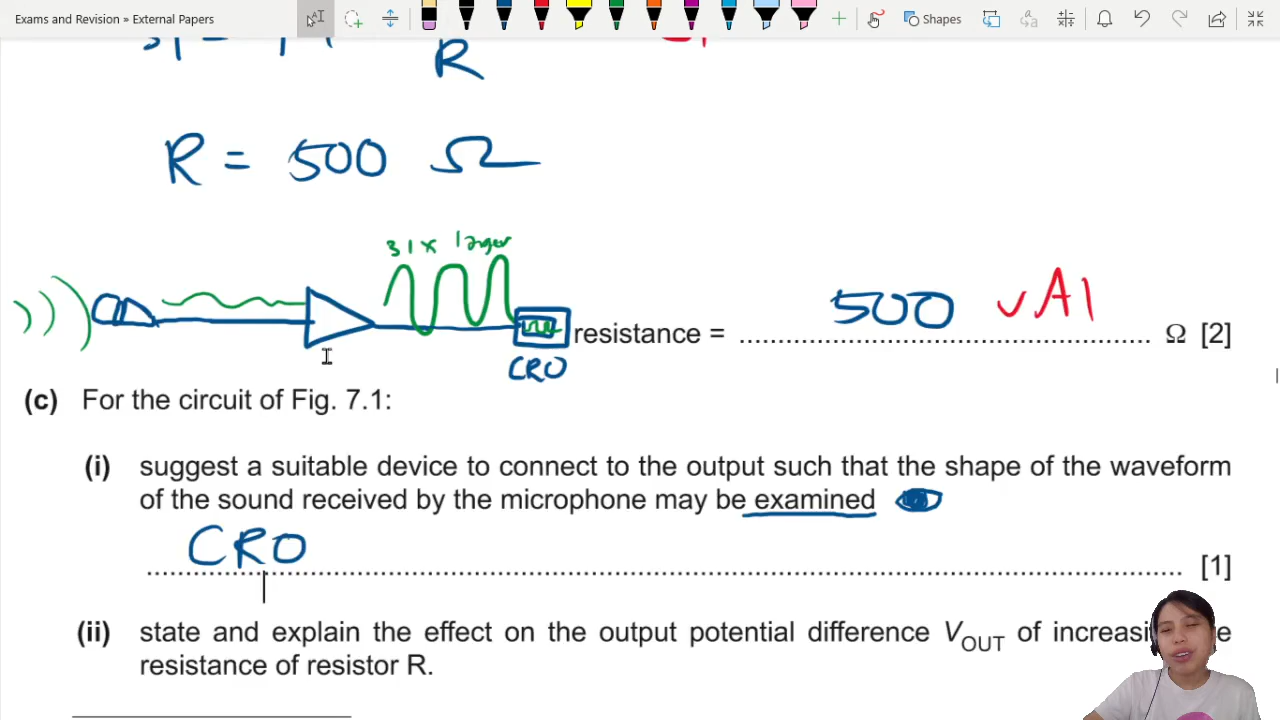 Exams and Revision » External Papers
Shapes
R
R = 500 Ω
31x larger
CRO
resistance = 500 Ω [2]
✓A1
(c) For the circuit of Fig. 7.1:
(i) suggest a suitable device to connect to the output such that the shape of the waveform
of the sound received by the microphone may be examined
CRO [1]
(ii) state and explain the effect on the output potential difference VOUT of
resistance of resistor R.